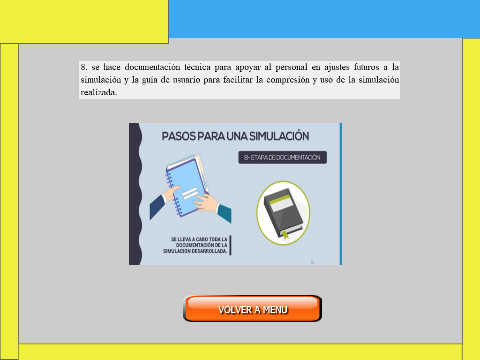 8. se hace documentación técnica para apoyar al personal en ajustes futuros a la
simulación y la guía de usuario para facilitar la compresión y uso de la simulación
realizada.
PASOS PARA UNA SIMULACIÓN
8- ETAPA DE DOCUMENTACIÓN
SE LLEVA A CABO TODA LA
DOCUMENTACIÓN DE LA
SIMULACION DESARROLLADA.
VOLVER A MENU